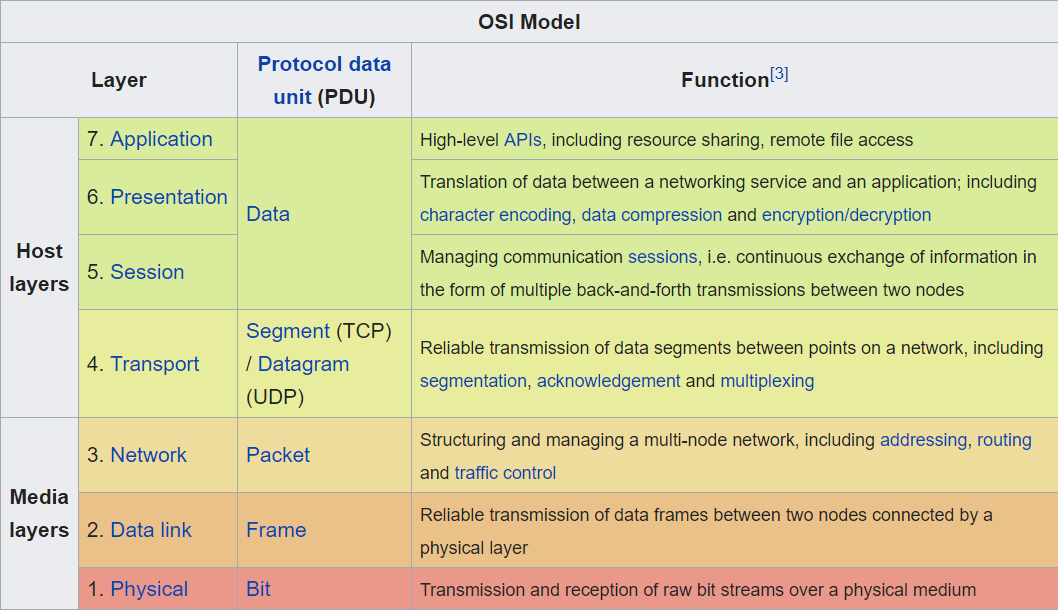 OSI Model
Layer
Protocol data
unit (PDU)
Function[3]
Host
layers
7. Application
Data
High-level APIs, including resource sharing, remote file access
6. Presentation
Translation of data between a networking service and an application; including
character encoding, data compression and encryption/decryption
5. Session
Managing communication sessions, i.e. continuous exchange of information in
the form of multiple back-and-forth transmissions between two nodes
4. Transport
Segment (TCP)
/ Datagram
(UDP)
Reliable transmission of data segments between points on a network, including
segmentation, acknowledgement and multiplexing
Media
layers
3. Network
Packet
Structuring and managing a multi-node network, including addressing, routing
and traffic control
2. Data link
Frame
Reliable transmission of data frames between two nodes connected by a
physical layer
1. Physical
Bit
Transmission and reception of raw bit streams over a physical medium